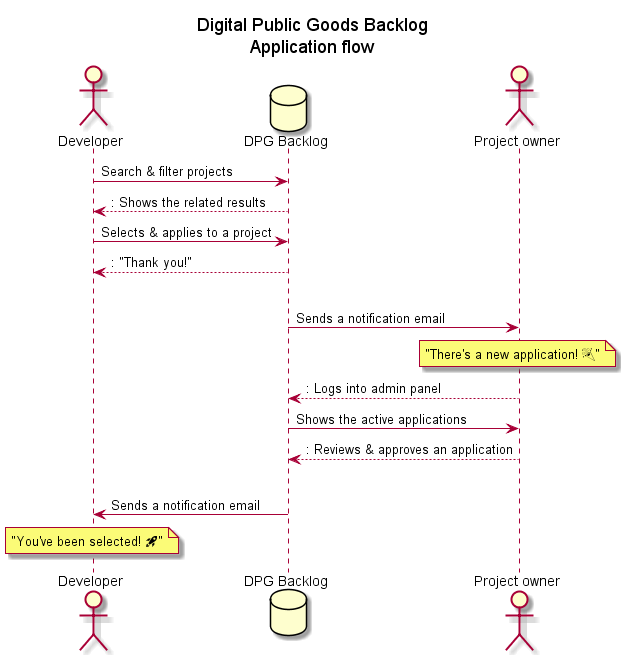 Digital Public Goods Backlog
Application flow
Developer
DPG Backlog
Project owner
Search & filter projects
: Shows the related results
Selects & applies to a project
: "Thank you!"
Sends a notification email
"There's a new application! 🎉"
: Logs into admin panel
Shows the active applications
: Reviews & approves an application
Sends a notification email
"You've been selected! 🚀"
Developer
DPG Backlog
Project owner